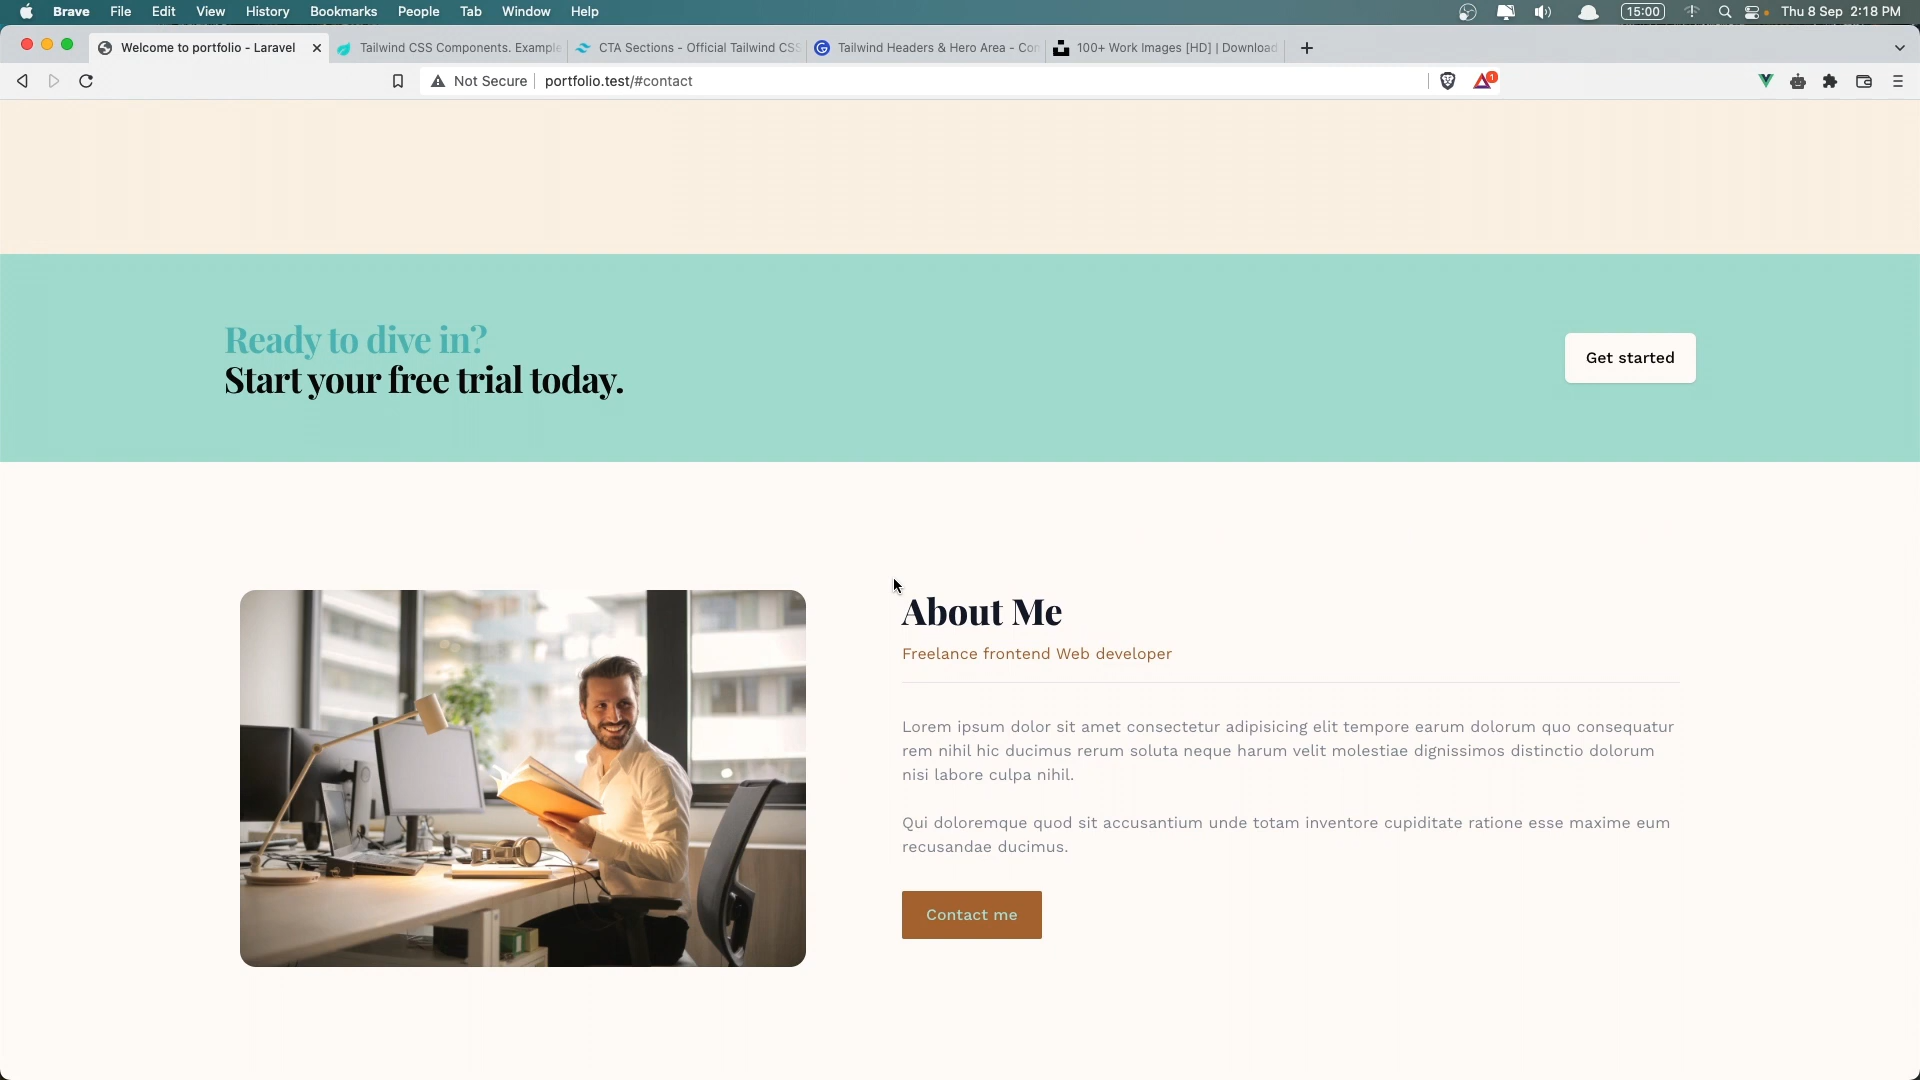 Brave File Edit View History Bookmarks People Tab Window Help 15:00 Thu 8 Sep 2:18 PM
Welcome to portfolio - Laravel Tailwind CSS Components. Example CTA Sections - Official Tailwind CSS Tailwind Headers & Hero Area - Con 100+ Work Images [HD] | Download
Not Secure portfolio.test/#contact 1
Ready to dive in?
Start your free trial today.
Get started
About Me
Freelance frontend Web developer
Lorem ipsum dolor sit amet consectetur adipisicing elit tempore earum dolorum quo consequatur
rem nihil hic ducimus rerum soluta neque harum velit molestiae dignissimos distinctio dolorum
nisi labore culpa nihil.
Qui doloremque quod sit accusantium unde totam inventore cupiditate ratione esse maxime eum
recusandae ducimus.
Contact me